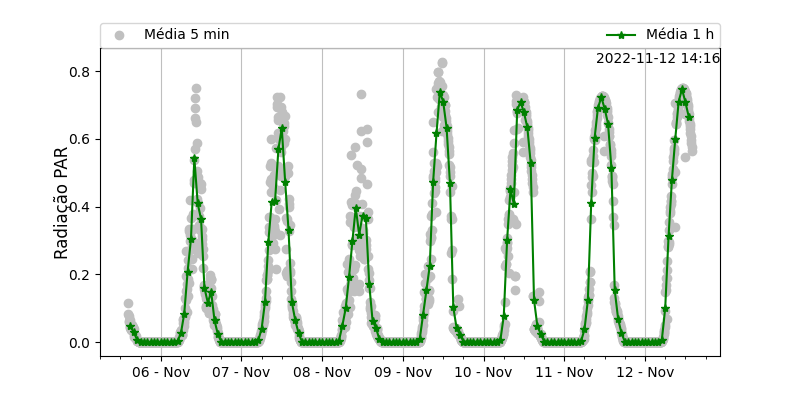 Média 5 min
Média 1 h
2022-11-12 14:16
Radiação PAR
0.8
0.6
0.4
0.2
0.0
06 - Nov
07 - Nov
08 - Nov
09 - Nov
10 - Nov
11 - Nov
12 - Nov